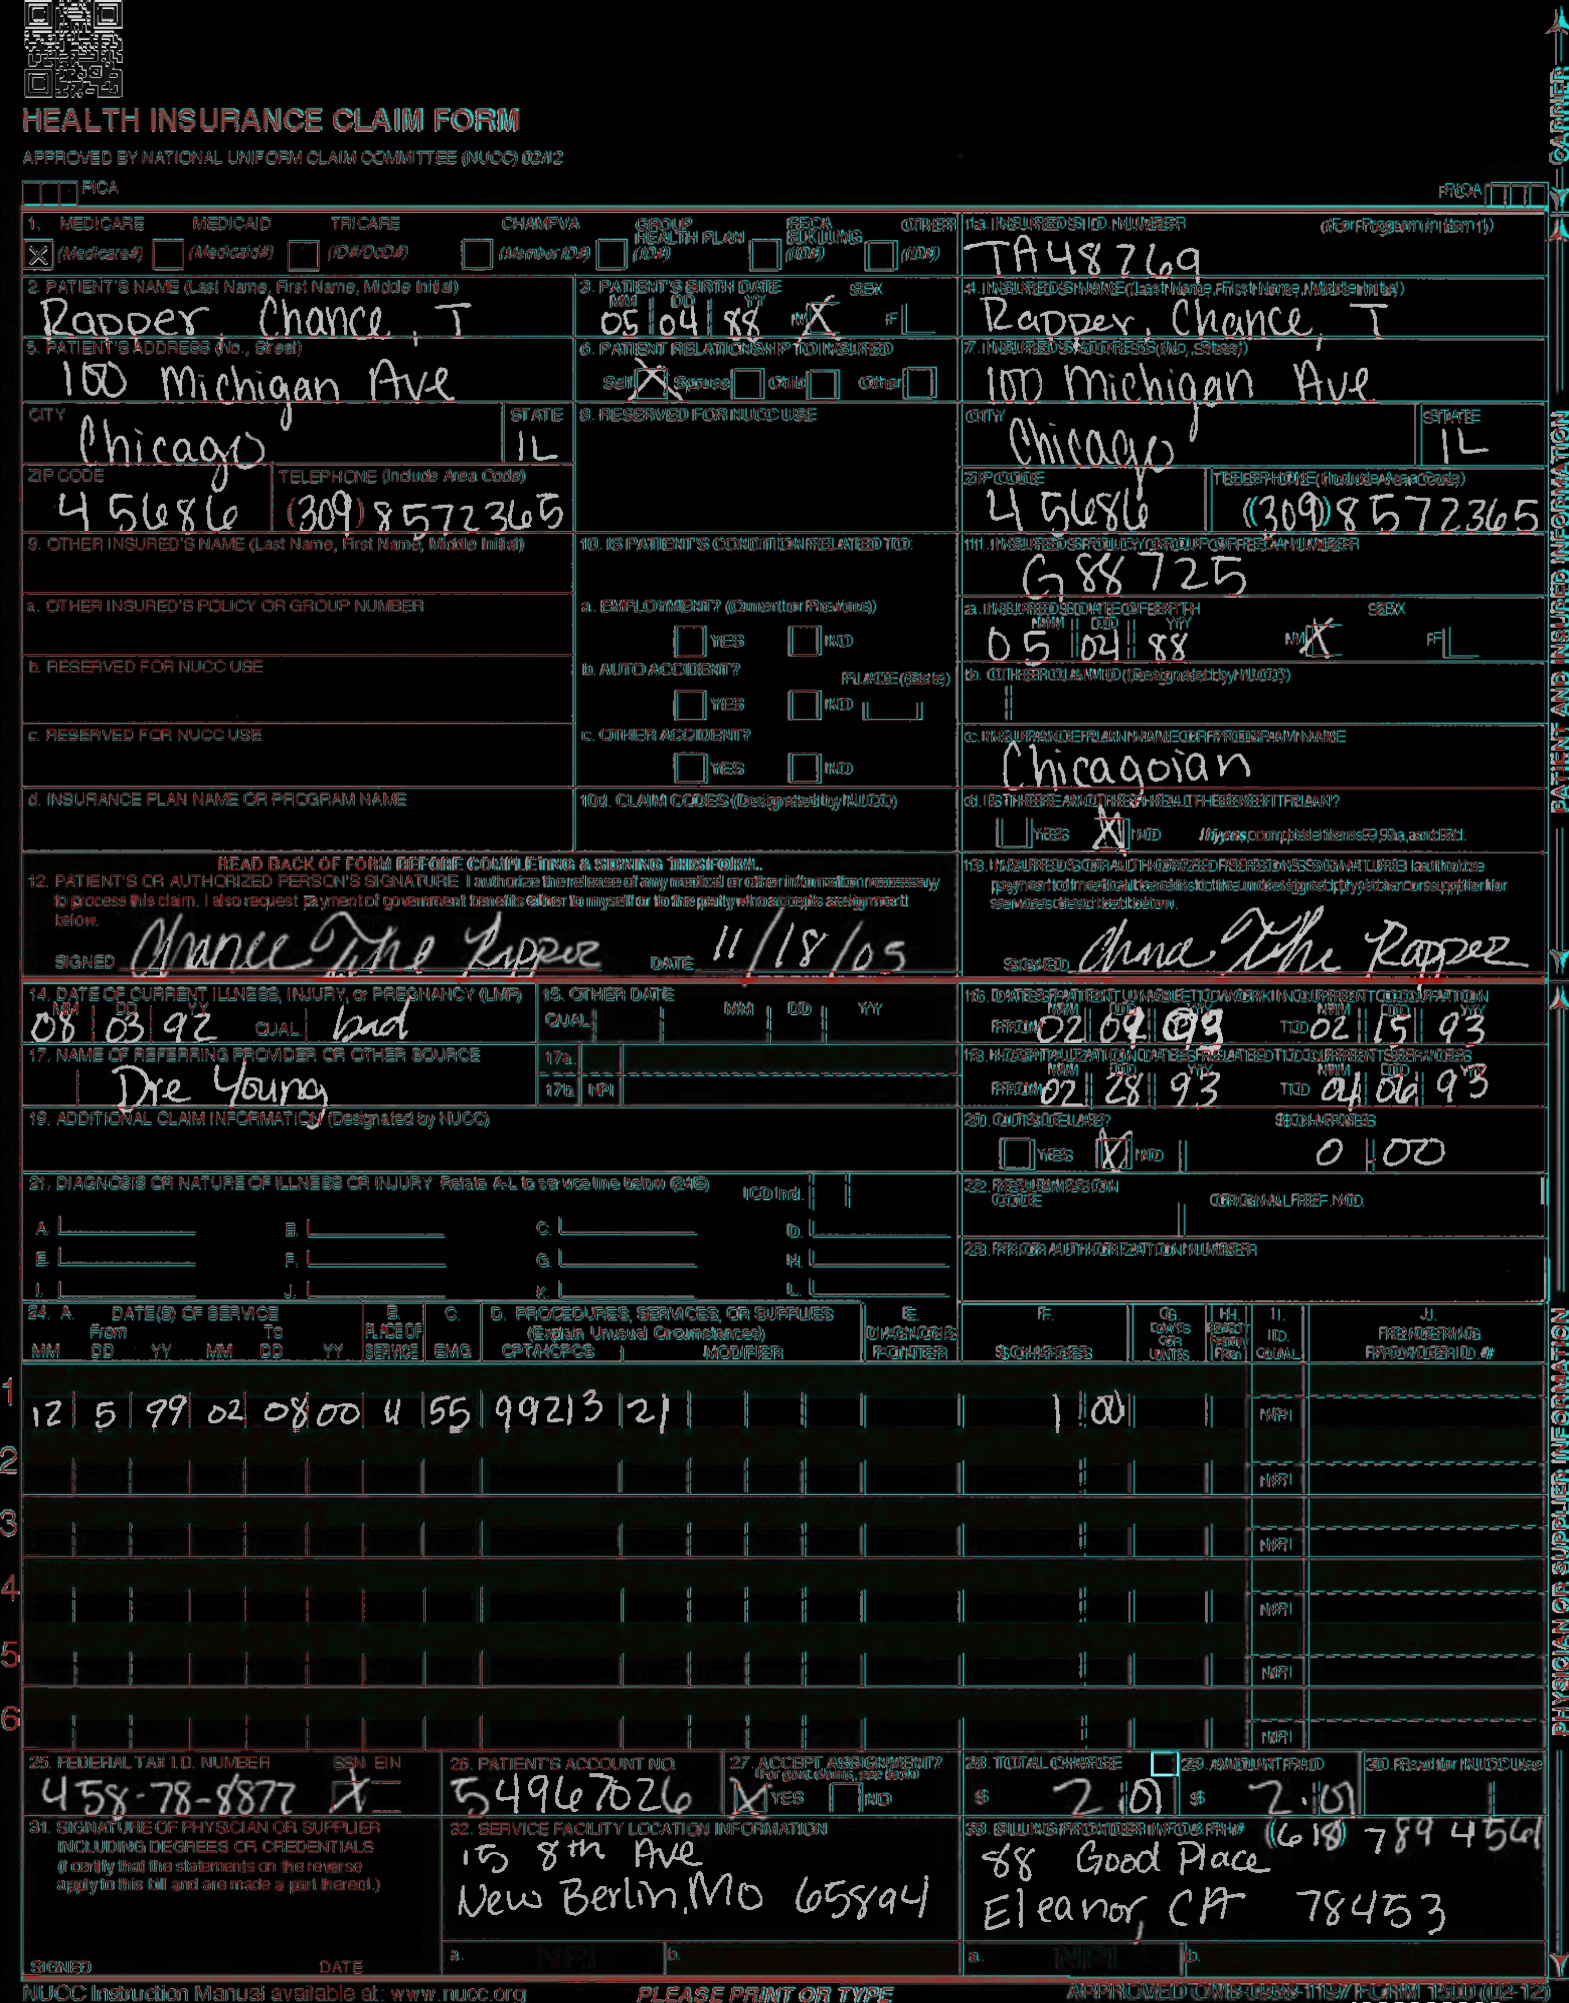 HEALTH INSURANCE CLAIM FORM
APPROVED BY NATIONAL UNIFORM CLAIM COMMITTEE (NUCC) 02/12
PICA
PICA
CARRIER
1. MEDICARE MEDICAID TRICARE CHAMPVA GROUP HEALTH PLAN FECA BLK LUNG OTHER
X (Medicare#) (Medicaid#) (ID#/DoD#) (Member ID#) (ID#) (ID#) (ID#)
1a. INSURED'S I.D. NUMBER (For Program in Item 1)
TA48769
2. PATIENT'S NAME (Last Name, First Name, Middle Initial)
Rapper, Chance, T
3. PATIENT'S BIRTH DATE SEX
MM DD YY
05 04 88 M X F
4. INSURED'S NAME (Last Name, First Name, Middle Initial)
Rapper, Chance, T
5. PATIENT'S ADDRESS (No., Street)
100 Michigan Ave
6. PATIENT RELATIONSHIP TO INSURED
Self X Spouse Child Other
7. INSURED'S ADDRESS (No., Street)
100 Michigan Ave
CITY STATE
Chicago IL
8. RESERVED FOR NUCC USE
CITY STATE
Chicago IL
ZIP CODE TELEPHONE (Include Area Code)
45686 (309) 8572365
ZIP CODE TELEPHONE (Include Area Code)
45686 (309) 8572365
9. OTHER INSURED'S NAME (Last Name, First Name, Middle Initial)
10. IS PATIENT'S CONDITION RELATED TO:
11. INSURED'S POLICY GROUP OR FECA NUMBER
G88725
a. OTHER INSURED'S POLICY OR GROUP NUMBER
a. EMPLOYMENT? (Current or Previous)
YES NO
a. INSURED'S DATE OF BIRTH SEX
MM DD YY
05 04 88 M X F
b. RESERVED FOR NUCC USE
b. AUTO ACCIDENT? PLACE (State)
YES NO
b. OTHER CLAIM ID (Designated by NUCC)
c. RESERVED FOR NUCC USE
c. OTHER ACCIDENT?
YES NO
c. INSURANCE PLAN NAME OR PROGRAM NAME
Chicagoian
d. INSURANCE PLAN NAME OR PROGRAM NAME
10d. CLAIM CODES (Designated by NUCC)
d. IS THERE ANOTHER HEALTH BENEFIT PLAN?
YES X NO If yes, complete items 9, 9a, and 9d.
READ BACK OF FORM BEFORE COMPLETING & SIGNING THIS FORM.
12. PATIENT'S OR AUTHORIZED PERSON'S SIGNATURE I authorize the release of any medical or other information necessary
to process this claim. I also request payment of government benefits either to myself or to the party who accepts assignment
below.
SIGNED Chance The Rapper DATE 11/18/05
13. INSURED'S OR AUTHORIZED PERSON'S SIGNATURE I authorize
payment of medical benefits to the undersigned physician or supplier for
services described below.
SIGNED Chance The Rapper
PATIENT AND INSURED INFORMATION
14. DATE OF CURRENT ILLNESS, INJURY, or PREGNANCY (LMP)
MM DD YY
08 03 92 QUAL. bad
15. OTHER DATE
QUAL. MM DD YY
16. DATES PATIENT UNABLE TO WORK IN CURRENT OCCUPATION
MM DD YY MM DD YY
FROM 02 09 93 TO 02 15 93
17. NAME OF REFERRING PROVIDER OR OTHER SOURCE
Dre Young
17a.
17b. NPI
18. HOSPITALIZATION DATES RELATED TO CURRENT SERVICES
MM DD YY MM DD YY
FROM 02 28 93 TO 04 06 93
19. ADDITIONAL CLAIM INFORMATION (Designated by NUCC)
20. OUTSIDE LAB? $ CHARGES
YES X NO 0 00
21. DIAGNOSIS OR NATURE OF ILLNESS OR INJURY Relate A-L to service line below (24E) ICD Ind.
A. B. C. D.
E. F. G. H.
I. J. K. L.
22. RESUBMISSION CODE ORIGINAL REF. NO.
23. PRIOR AUTHORIZATION NUMBER
24. A. DATE(S) OF SERVICE B. C. D. PROCEDURES, SERVICES, OR SUPPLIES E. F. G. H. I. J.
From To PLACE OF (Explain Unusual Circumstances) DIAGNOSIS DAYS OR EPSDT Family ID. RENDERING
MM DD YY MM DD YY SERVICE EMG CPT/HCPCS MODIFIER POINTER $ CHARGES UNITS Plan QUAL. PROVIDER ID. #
1 12 5 99 02 08 00 11 55 99213 21 1 00 NPI
2 NPI
3 NPI
4 NPI
5 NPI
6 NPI
25. FEDERAL TAX I.D. NUMBER SSN EIN
458-78-8877 X
26. PATIENT'S ACCOUNT NO.
54967026
27. ACCEPT ASSIGNMENT?
(For govt. claims, see back)
X YES NO
28. TOTAL CHARGE
$ 2 01
29. AMOUNT PAID
$ 2.01
30. Rsvd for NUCC Use
31. SIGNATURE OF PHYSICIAN OR SUPPLIER
INCLUDING DEGREES OR CREDENTIALS
(I certify that the statements on the reverse
apply to this bill and are made a part thereof.)
SIGNED DATE
32. SERVICE FACILITY LOCATION INFORMATION
15 8th Ave
New Berlin, Mo 65894
a. NPI b.
33. BILLING PROVIDER INFO & PH# (618) 789 4561
88 Good Place
Eleanor, CA 78453
a. NPI b.
PHYSICIAN OR SUPPLIER INFORMATION
NUCC Instruction Manual available at: www.nucc.org
PLEASE PRINT OR TYPE
APPROVED OMB-0938-1197 FORM 1500 (02-12)